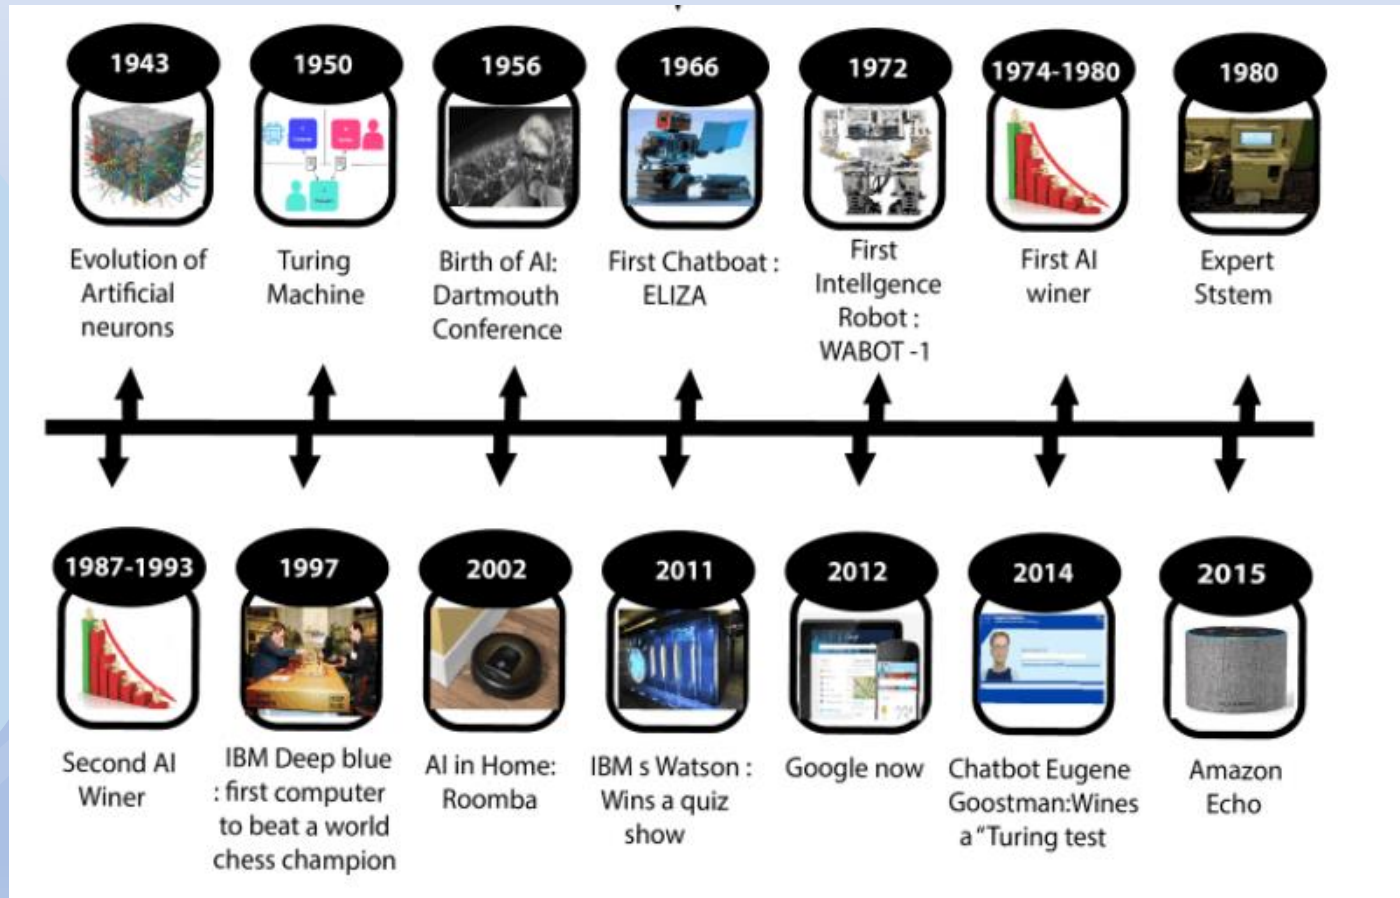 1943
Evolution of
Artificial
neurons
1950
Turing
Machine
1956
Birth of AI:
Dartmouth
Conference
1966
First Chatboat :
ELIZA
1972
First
Intellgence
Robot :
WABOT -1
1974-1980
First AI
winer
1980
Expert
Ststem
1987-1993
Second AI
Winer
1997
IBM Deep blue
: first computer
to beat a world
chess champion
2002
AI in Home:
Roomba
2011
IBM s Watson :
Wins a quiz
show
2012
Google now
2014
Chatbot Eugene
Goostman:Wines
a “Turing test
2015
Amazon
Echo